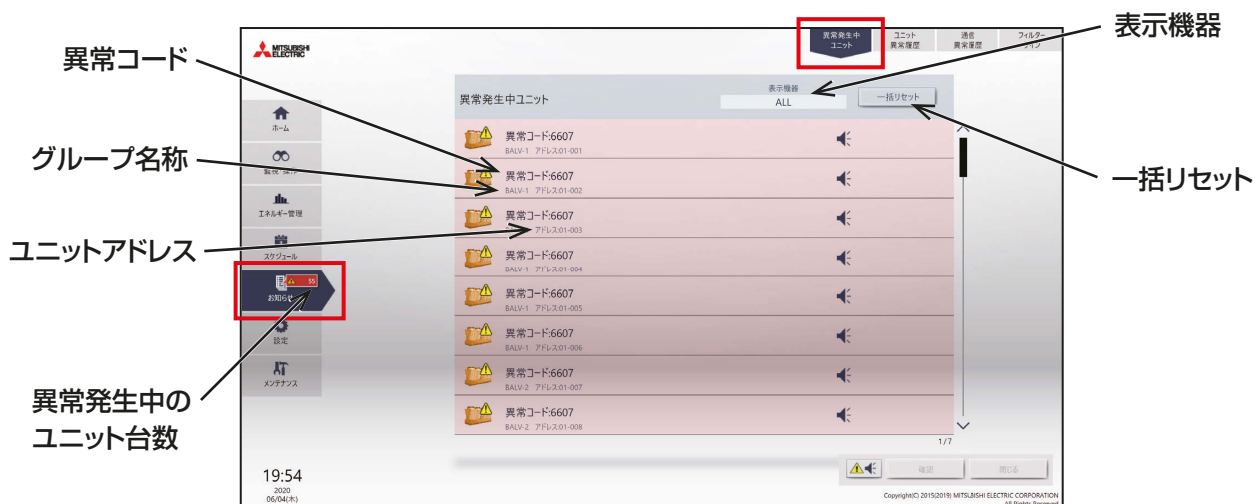 表示機器
異常コード
グループ名称
ユニットアドレス
異常発生中の
ユニット台数
一括リセット
MITSUBISHI
ELECTRIC
異常発生中
ユニット
ユニット
異常履歴
通信
異常履歴
フィルター
サイン
ホーム
監視・操作
エネルギー管理
スケジュール
55
お知らせ
設定
メンテナンス
異常発生中ユニット
表示機器
ALL
一括リセット
異常コード:6607
BALV-1 アドレス:01-001
異常コード:6607
BALV-1 アドレス:01-002
異常コード:6607
BALV-1 アドレス:01-003
異常コード:6607
BALV-1 アドレス:01-004
異常コード:6607
BALV-1 アドレス:01-005
異常コード:6607
BALV-1 アドレス:01-006
異常コード:6607
BALV-2 アドレス:01-007
異常コード:6607
BALV-2 アドレス:01-008
1/7
確認
閉じる
19:54
2020
06/04(木)
Copyright(C) 2015(2019) MITSUBISHI ELECTRIC CORPORATION
All Rights Reserved